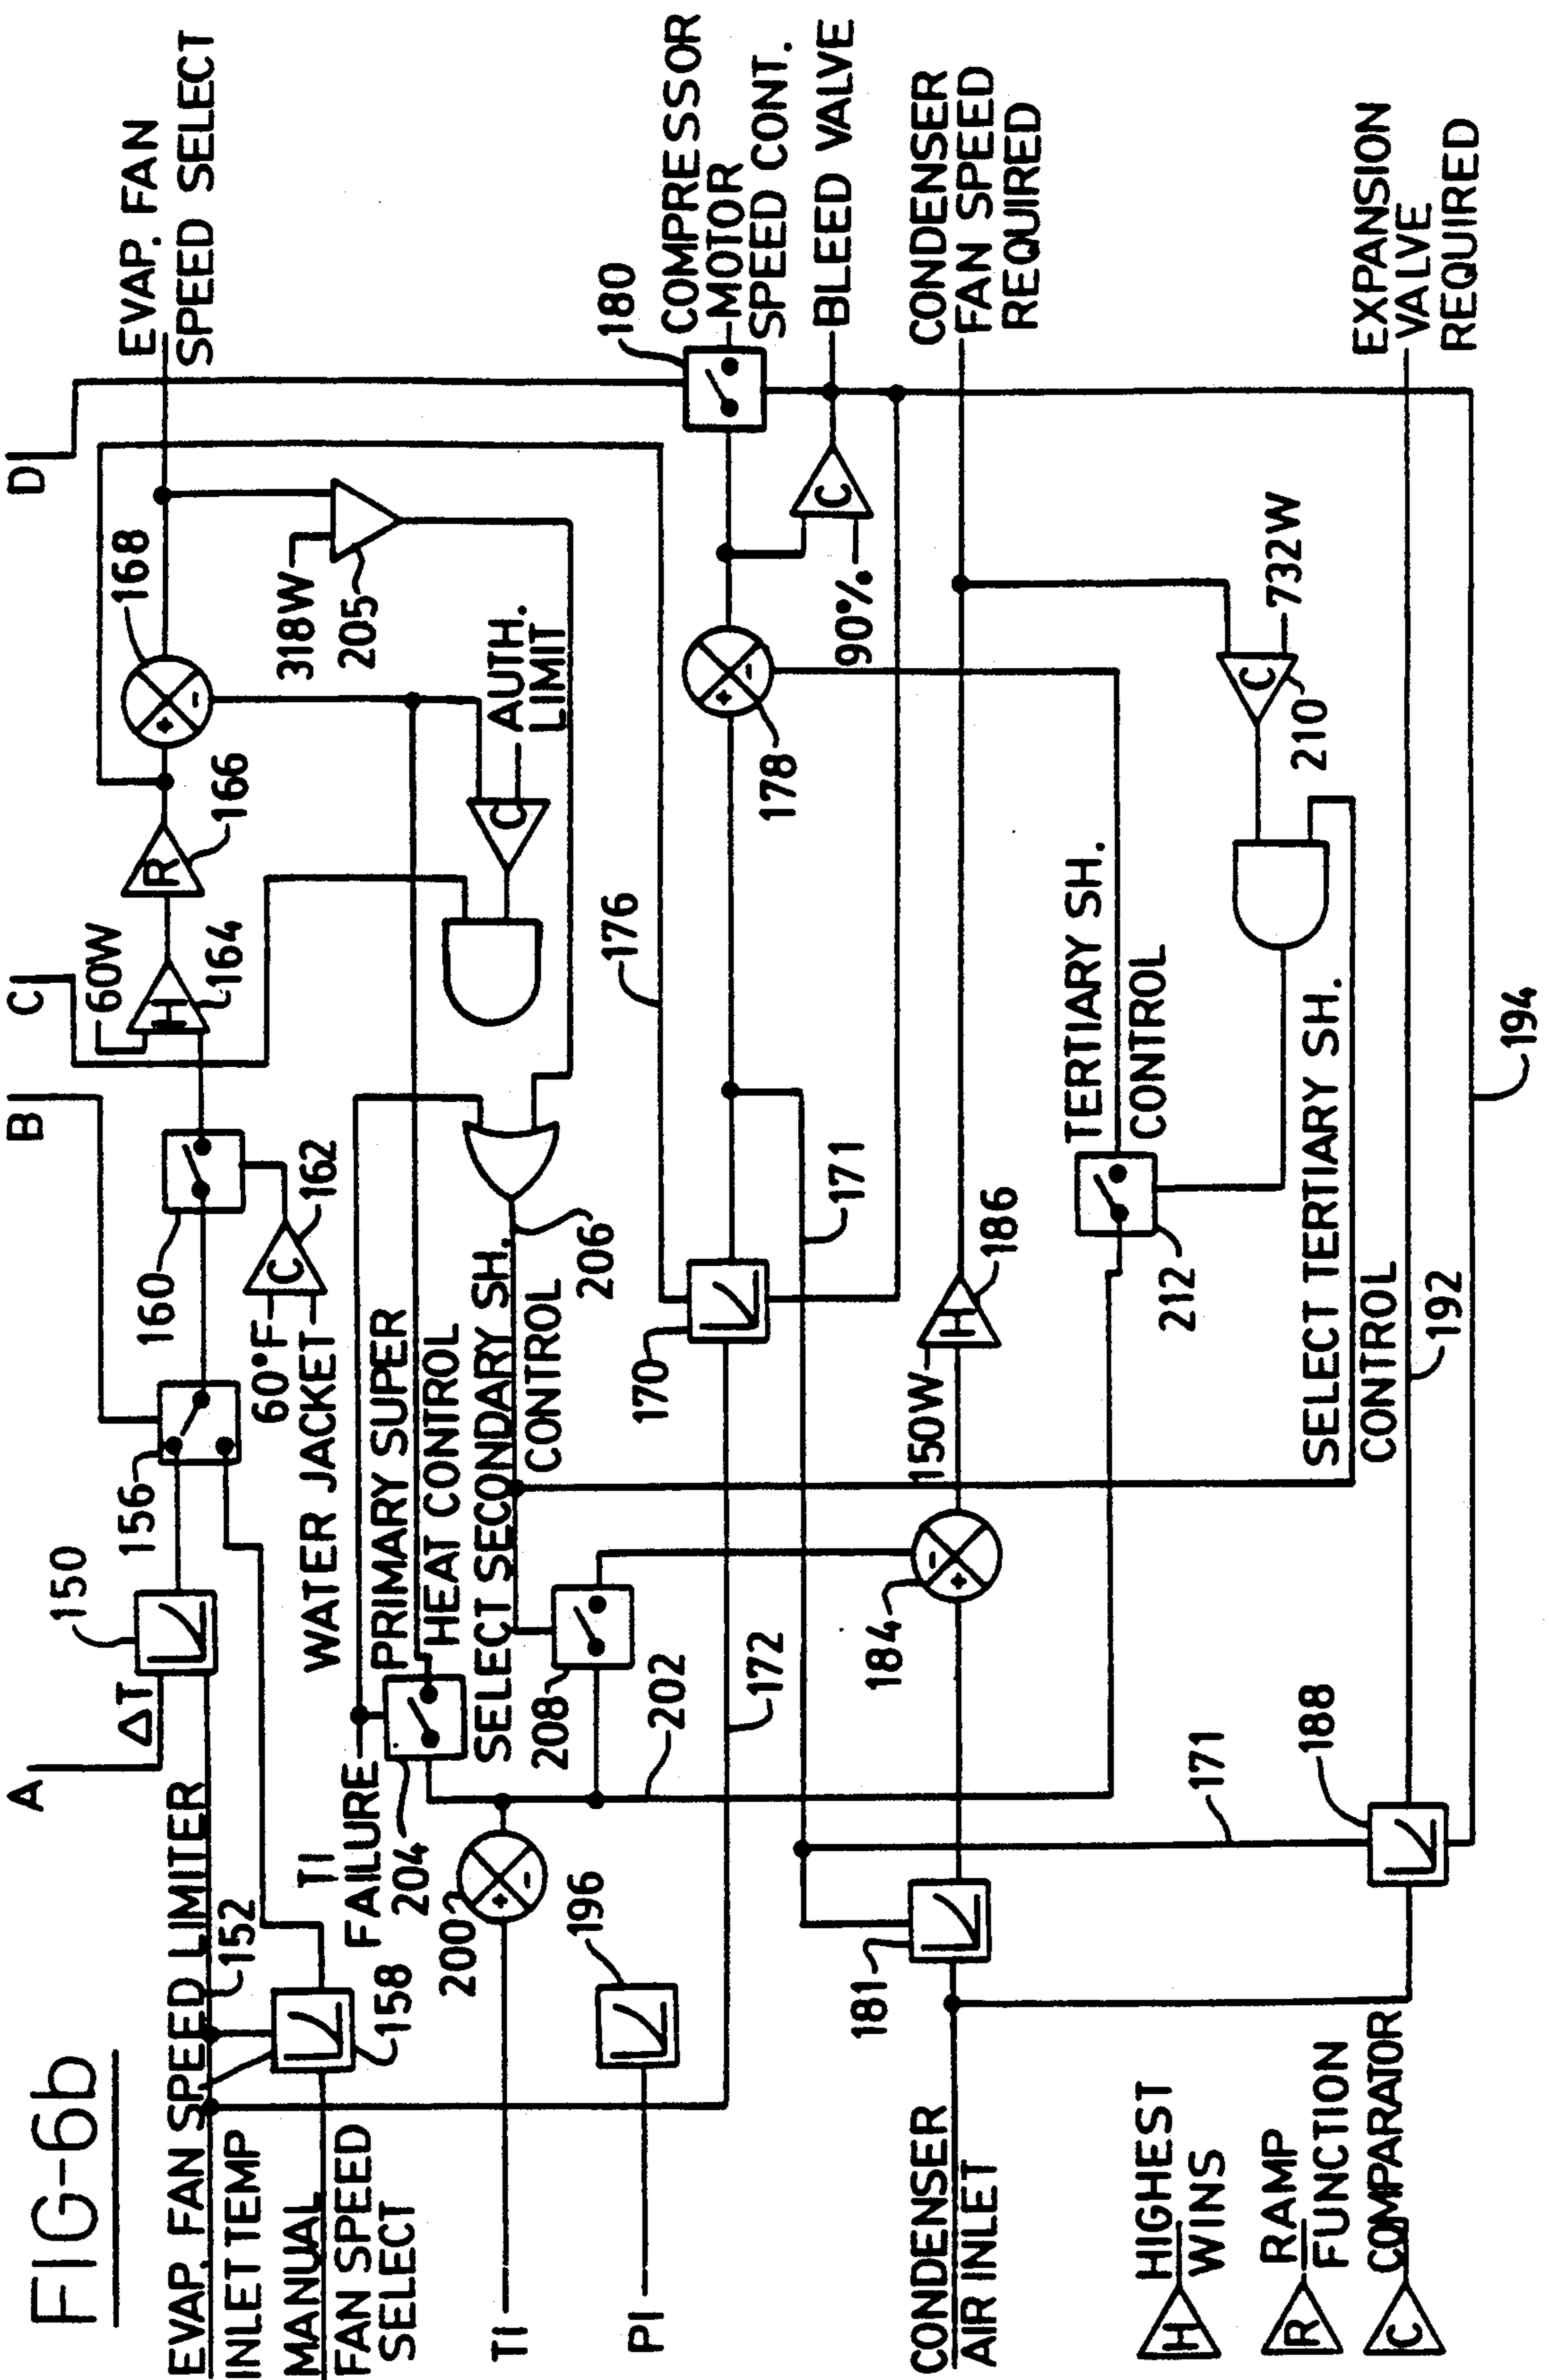 FIG-6b
A
B
C
D
EVAP. FAN SPEED LIMITER
INLET TEMP
152
MANUAL
FAN SPEED
SELECT
158
ΔT
150
156
160
60°F
WATER JACKET
162
60W
164
166
168
EVAP. FAN
SPEED SELECT
318W
205
AUTH.
LIMIT
TI
FAILURE
204
PRIMARY SUPER
HEAT CONTROL
SELECT SECONDARY SH.
CONTROL
206
TI
200
208
202
PI
196
172
170
176
171
178
180
COMPRESSOR
MOTOR
SPEED CONT.
BLEED VALVE
C
90%
CONDENSER
AIR INLET
181
184
150W
H
186
CONDENSER
FAN SPEED
REQUIRED
TERTIARY SH.
CONTROL
212
C
732W
210
SELECT TERTIARY SH.
CONTROL
171
188
192
194
EXPANSION
VALVE
REQUIRED
H
HIGHEST
WINS
R
RAMP
FUNCTION
C
COMPARATOR
H
R
C
C